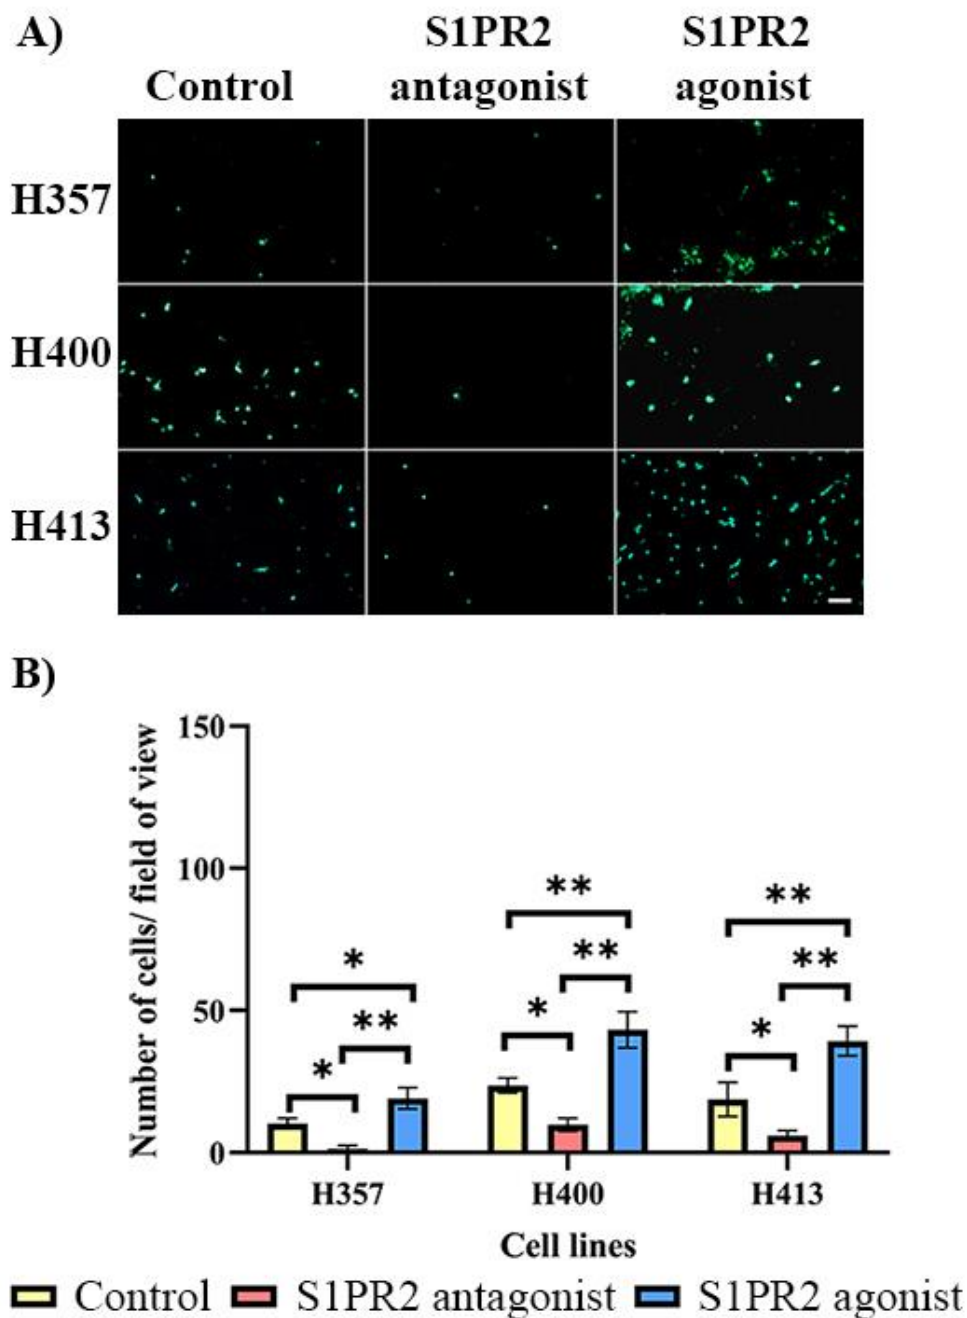 A)
Control
S1PR2
antagonist
S1PR2
agonist
H357
H400
H413
B)
Number of cells/ field of view
150
100
50
0
*
**
*
*
**
**
*
**
**
H357
H400
H413
Cell lines
Control
S1PR2 antagonist
S1PR2 agonist